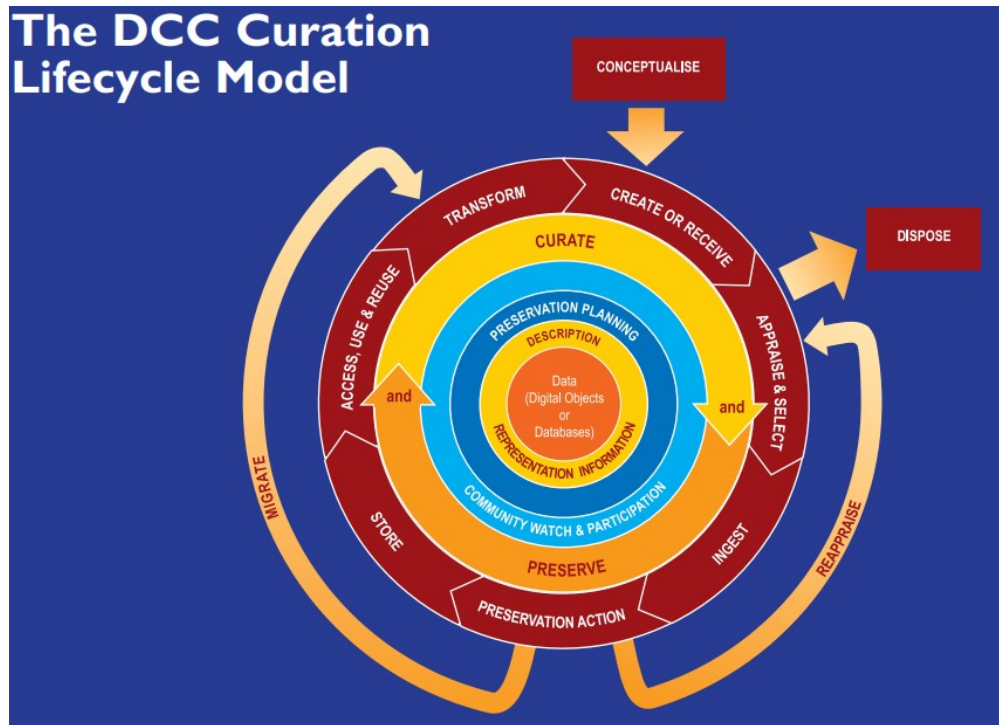 The DCC Curation
Lifecycle Model
CONCEPTUALISE
DISPOSE
TRANSFORM
CREATE OR RECEIVE
APPRAISE & SELECT
INGEST
PRESERVATION ACTION
STORE
ACCESS, USE & REUSE
MIGRATE
REAPPRAISE
CURATE
and
PRESERVE
and
COMMUNITY WATCH & PARTICIPATION
PRESERVATION PLANNING
DESCRIPTION
REPRESENTATION INFORMATION
Data
(Digital Objects
or
Databases)